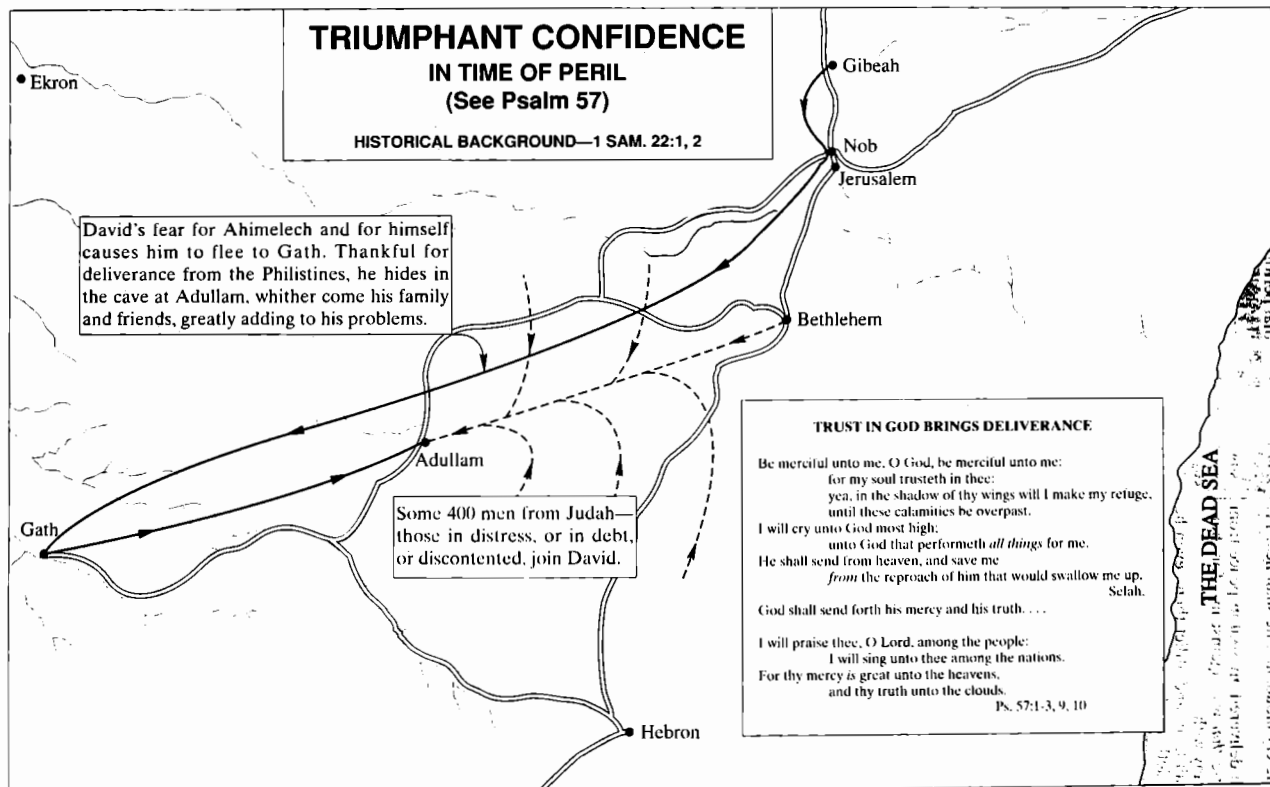 TRIUMPHANT CONFIDENCE
IN TIME OF PERIL
(See Psalm 57)
HISTORICAL BACKGROUND—1 SAM. 22:1, 2
Ekron
Gibeah
Nob
Jerusalem
David's fear for Ahimelech and for himself
causes him to flee to Gath. Thankful for
deliverance from the Philistines, he hides in
the cave at Adullam, whither come his family
and friends, greatly adding to his problems.
Bethlehem
Adullam
Gath
Some 400 men from Judah—
those in distress, or in debt,
or discontented, join David.
Hebron
TRUST IN GOD BRINGS DELIVERANCE
Be merciful unto me, O God, be merciful unto me:
for my soul trusteth in thee:
yea, in the shadow of thy wings will I make my refuge,
until these calamities be overpast.
I will cry unto God most high;
unto God that performeth all things for me.
He shall send from heaven, and save me
from the reproach of him that would swallow me up.
Selah.
God shall send forth his mercy and his truth. . . .
I will praise thee, O Lord, among the people:
I will sing unto thee among the nations.
For thy mercy is great unto the heavens,
and thy truth unto the clouds.
Ps. 57:1-3, 9, 10
THE DEAD SEA